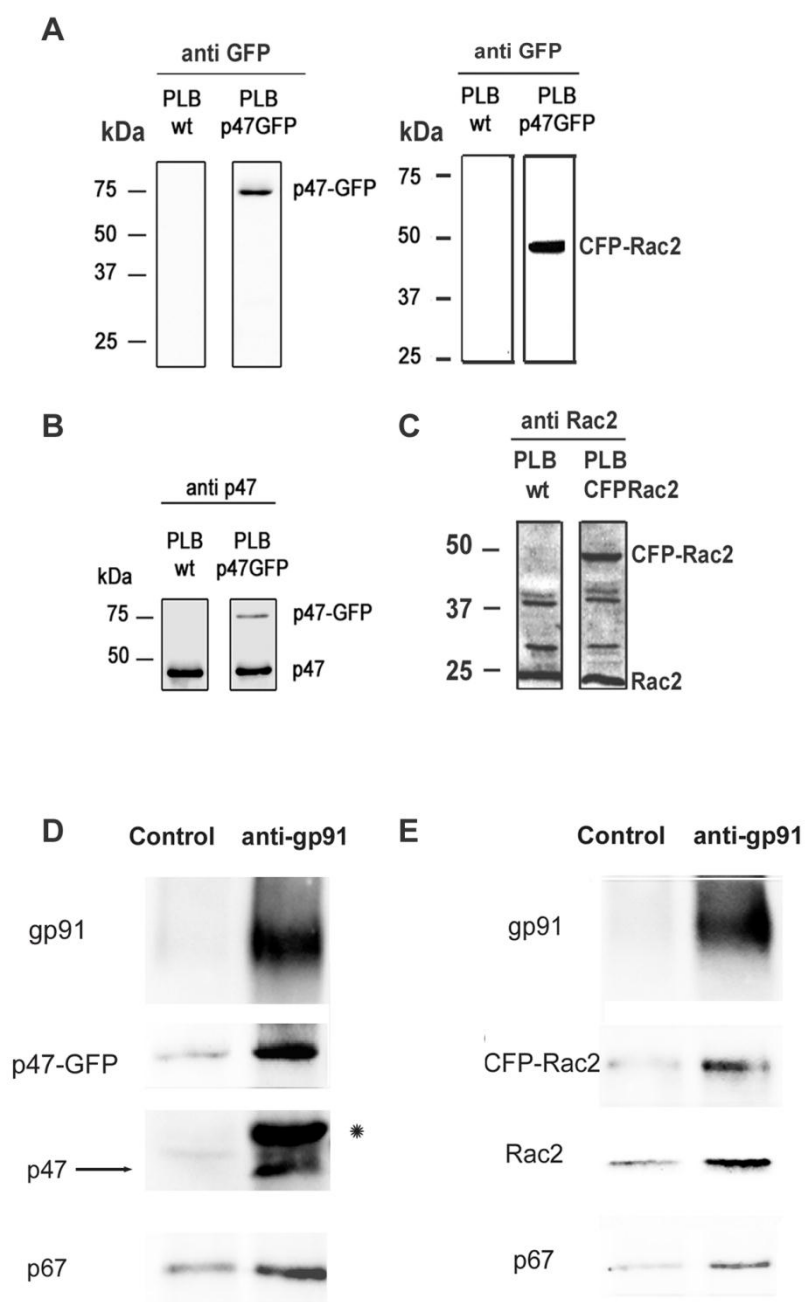 A
anti GFP
PLB PLB
wt p47GFP
kDa
75
50
37
25
p47-GFP
anti GFP
PLB PLB
wt p47GFP
kDa
75
50
37
25
CFP-Rac2
B
anti p47
PLB PLB
wt p47GFP
kDa
75
50
p47-GFP
p47
C
anti Rac2
PLB PLB
wt CFPRac2
50
37
25
CFP-Rac2
Rac2
D
Control anti-gp91
gp91
p47-GFP
p47
*
p67
E
Control anti-gp91
gp91
CFP-Rac2
Rac2
p67